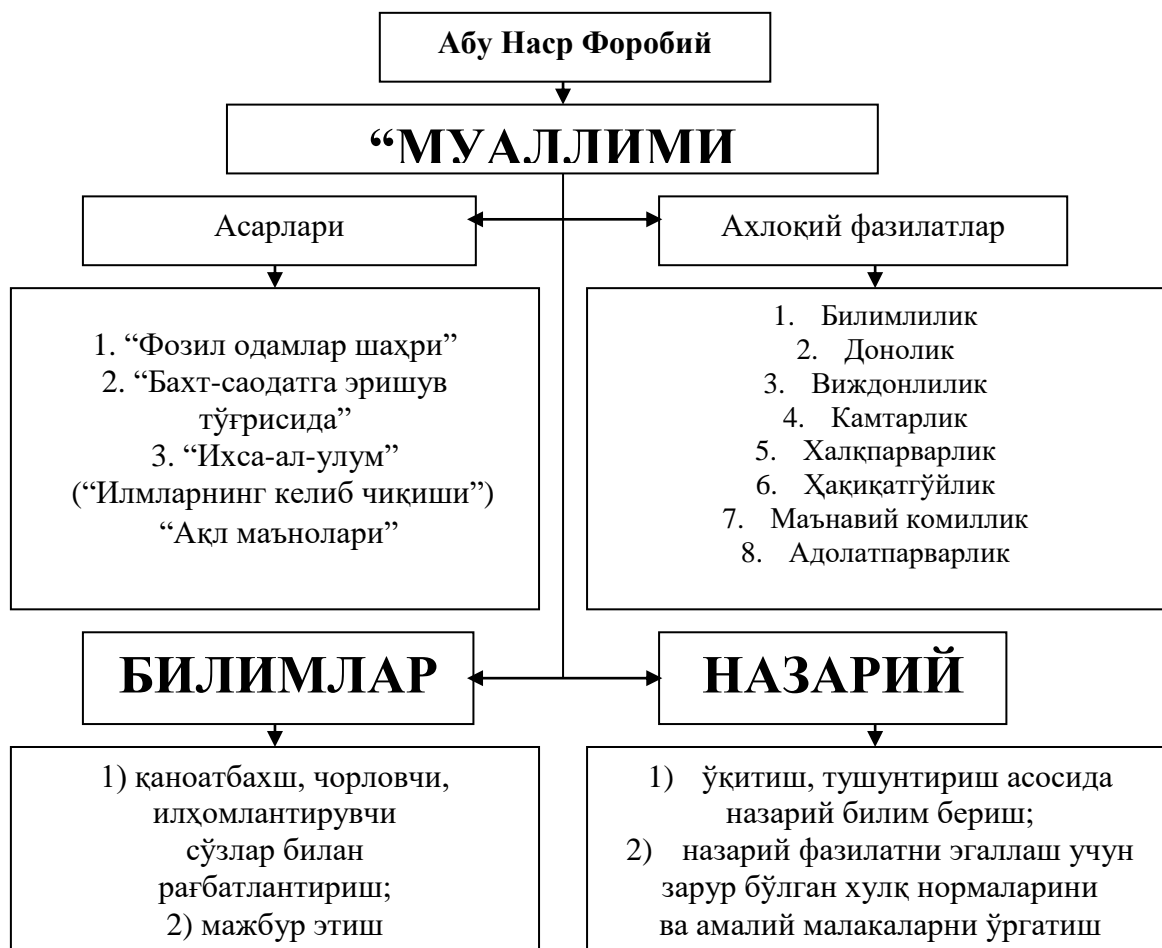 Абу Наср Форобий
“МУАЛЛИМИ
Асарлари
1. “Фозил одамлар шаҳри”
2. “Бахт-саодатга эришув
тўғрисида”
3. “Ихса-ал-улум”
(“Илмларнинг келиб чиқиши”)
“Ақл маънолари”
Ахлоқий фазилатлар
1. Билимлилик
2. Донолик
3. Виждонлилик
4. Камтарлик
5. Халқпарварлик
6. Ҳақиқатгўйлик
7. Маънавий комиллик
8. Адолатпарварлик
БИЛИМЛАР
1) қаноатбахш, чорловчи,
илҳомлантирувчи
сўзлар билан
рағбатлантириш;
2) мажбур этиш
НАЗАРИЙ
1) ўқитиш, тушунтириш асосида
назарий билим бериш;
2) назарий фазилатни эгаллаш учун
зарур бўлган хулқ нормаларини
ва амалий малакаларни ўргатиш